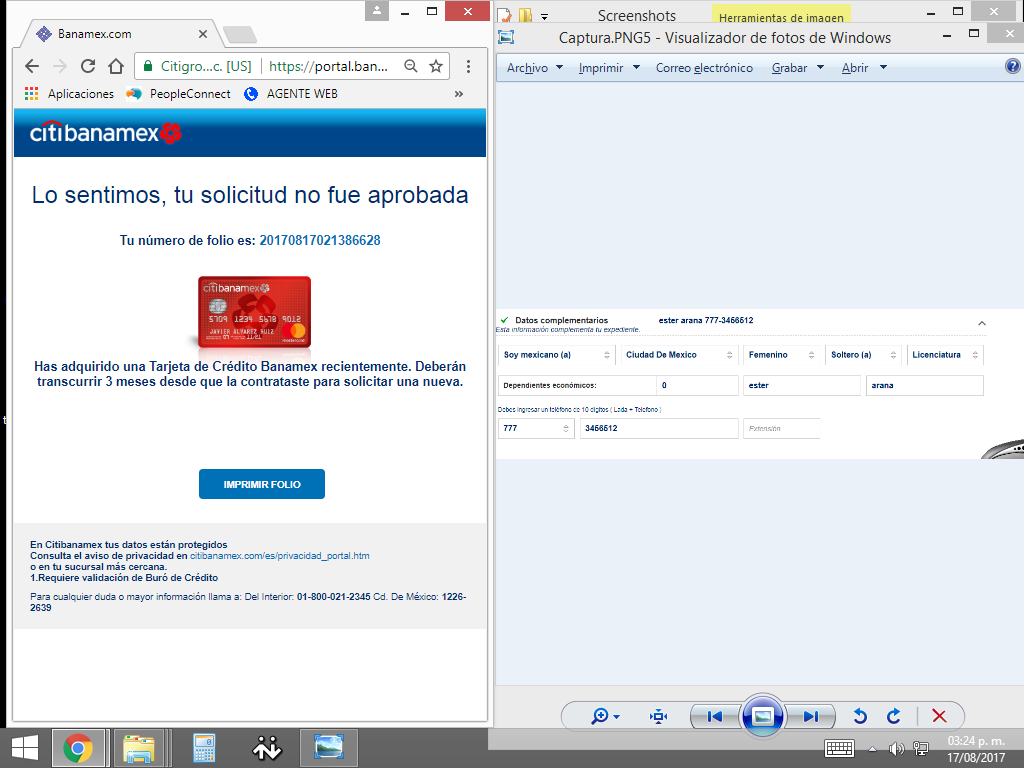 Banamex.com
Citigro...c. [US]
https://portal.ban...
Aplicaciones
PeopleConnect
AGENTE WEB
»
citibanamex
Lo sentimos, tu solicitud no fue aprobada
Tu número de folio es: 20170817021386628
citibanamex
5709 1234 5678 9012
JAVIER ALVAREZ RUIZ
mastercard
Has adquirido una Tarjeta de Crédito Banamex recientemente. Deberán
transcurrir 3 meses desde que la contrataste para solicitar una nueva.
IMPRIMIR FOLIO
En Citibanamex tus datos están protegidos
Consulta el aviso de privacidad en citibanamex.com/es/privacidad_portal.htm
o en tu sucursal más cercana.
1.Requiere validación de Buró de Crédito
Para cualquier duda o mayor información llama a: Del Interior: 01-800-021-2345 Cd. De México: 1226-
2639
Screenshots
Herramientas de imagen
Captura.PNG5 - Visualizador de fotos de Windows
Archivo
Imprimir
Correo electrónico
Grabar
Abrir
Datos complementarios
ester arana 777-3466512
Esta información complementa tu expediente.
Soy mexicano (a)
Ciudad De Mexico
Femenino
Soltero (a)
Licenciatura
Dependientes económicos:
0
ester
arana
Debes ingresar un teléfono de 10 dígitos ( Lada + Teléfono )
777
3466512
Extensión
03:24 p. m.
17/08/2017